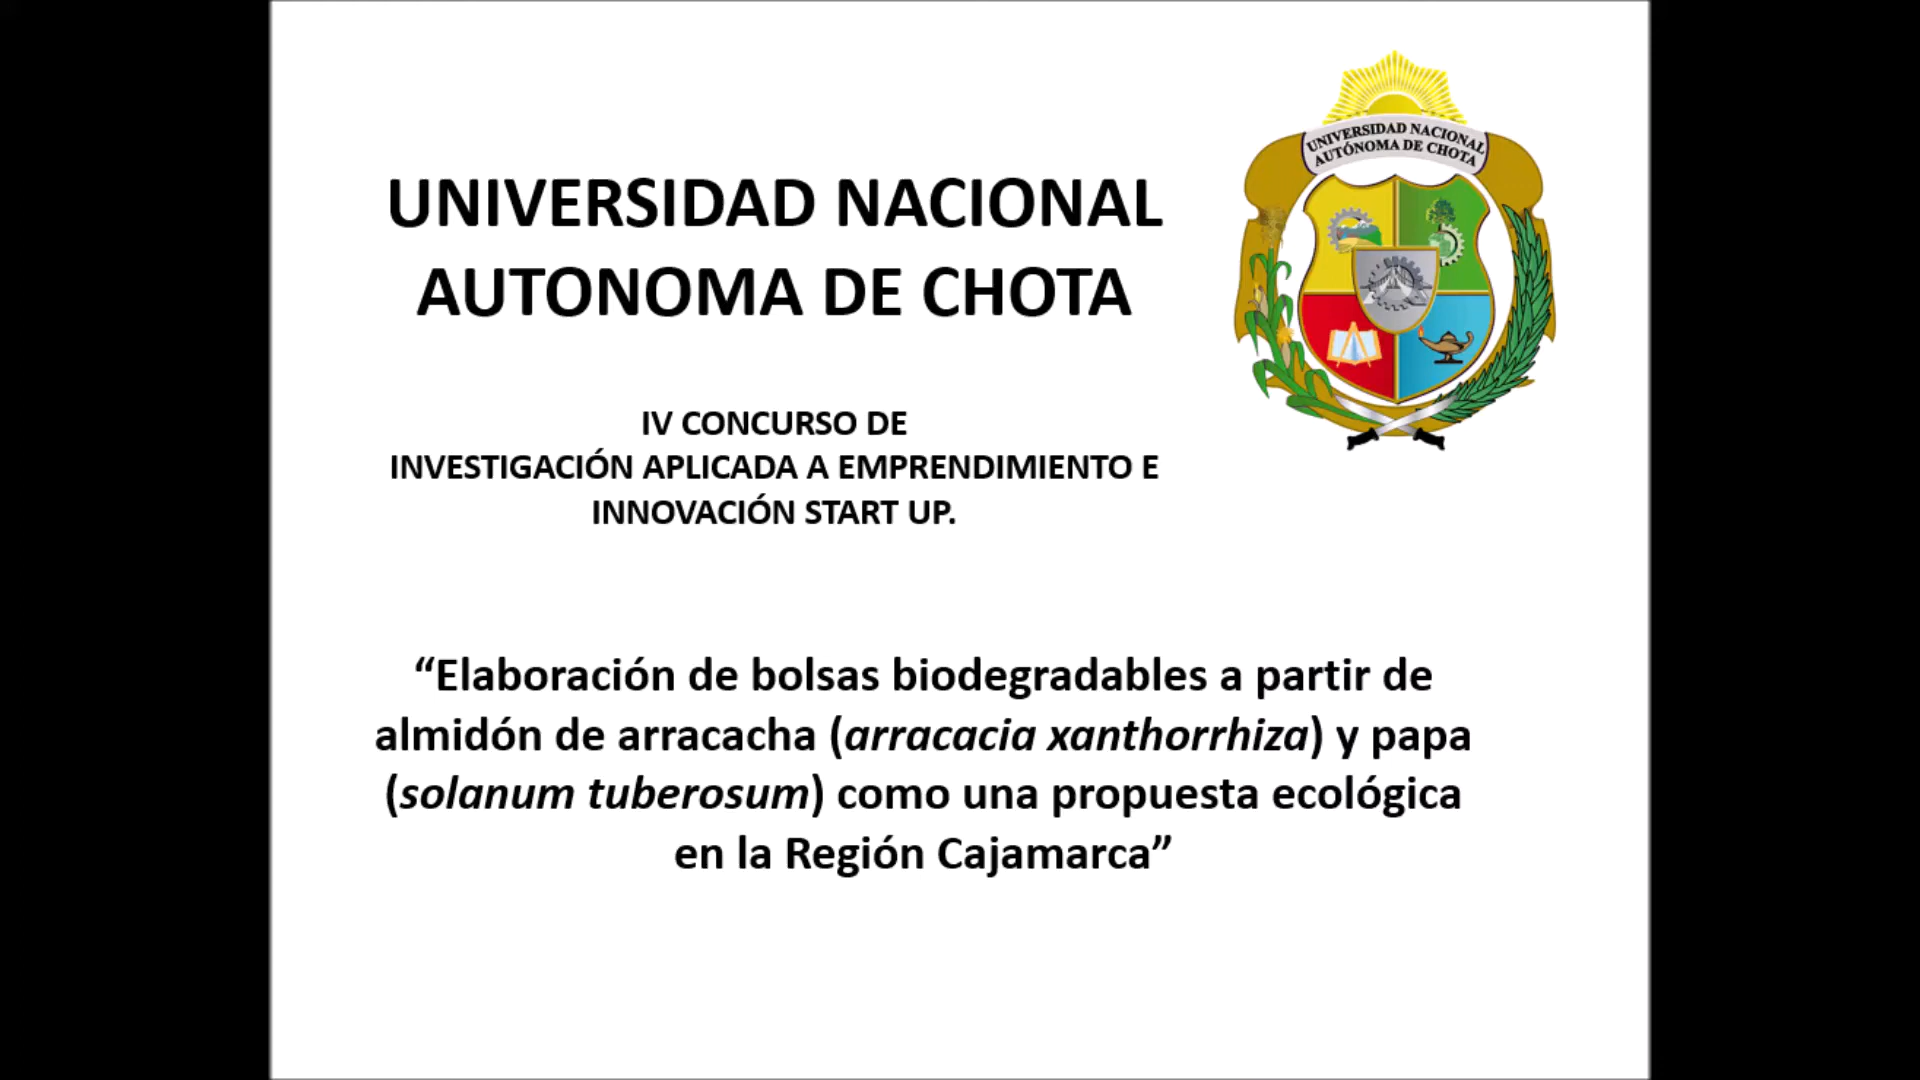 UNIVERSIDAD NACIONAL
AUTÓNOMA DE CHOTA
UNIVERSIDAD NACIONAL
AUTONOMA DE CHOTA
IV CONCURSO DE
INVESTIGACIÓN APLICADA A EMPRENDIMIENTO E
INNOVACIÓN START UP.
“Elaboración de bolsas biodegradables a partir de
almidón de arracacha (arracacia xanthorrhiza) y papa
(solanum tuberosum) como una propuesta ecológica
en la Región Cajamarca”